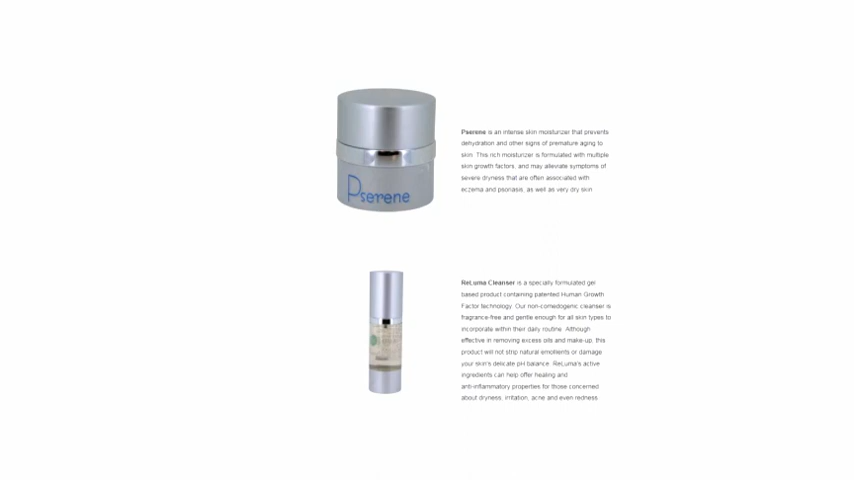 Pserene
Pserene is an intense skin moisturizer that prevents
dehydration and other signs of premature aging to
skin. This rich moisturizer is formulated with multiple
skin growth factors, and may alleviate symptoms of
severe dryness that are often associated with
eczema and psoriasis, as well as very dry skin
ReLuma Cleanser is a specially formulated gel
based product containing patented Human Growth
Factor technology. Our non-comedogenic cleanser is
fragrance-free and gentle enough for all skin types to
incorporate within their daily routine. Although
effective in removing excess oils and make-up, this
product will not strip natural emollients or damage
your skin's delicate pH balance. ReLuma's active
ingredients can help offer healing and
anti-inflammatory properties for those concerned
about dryness, irritation, acne and even redness